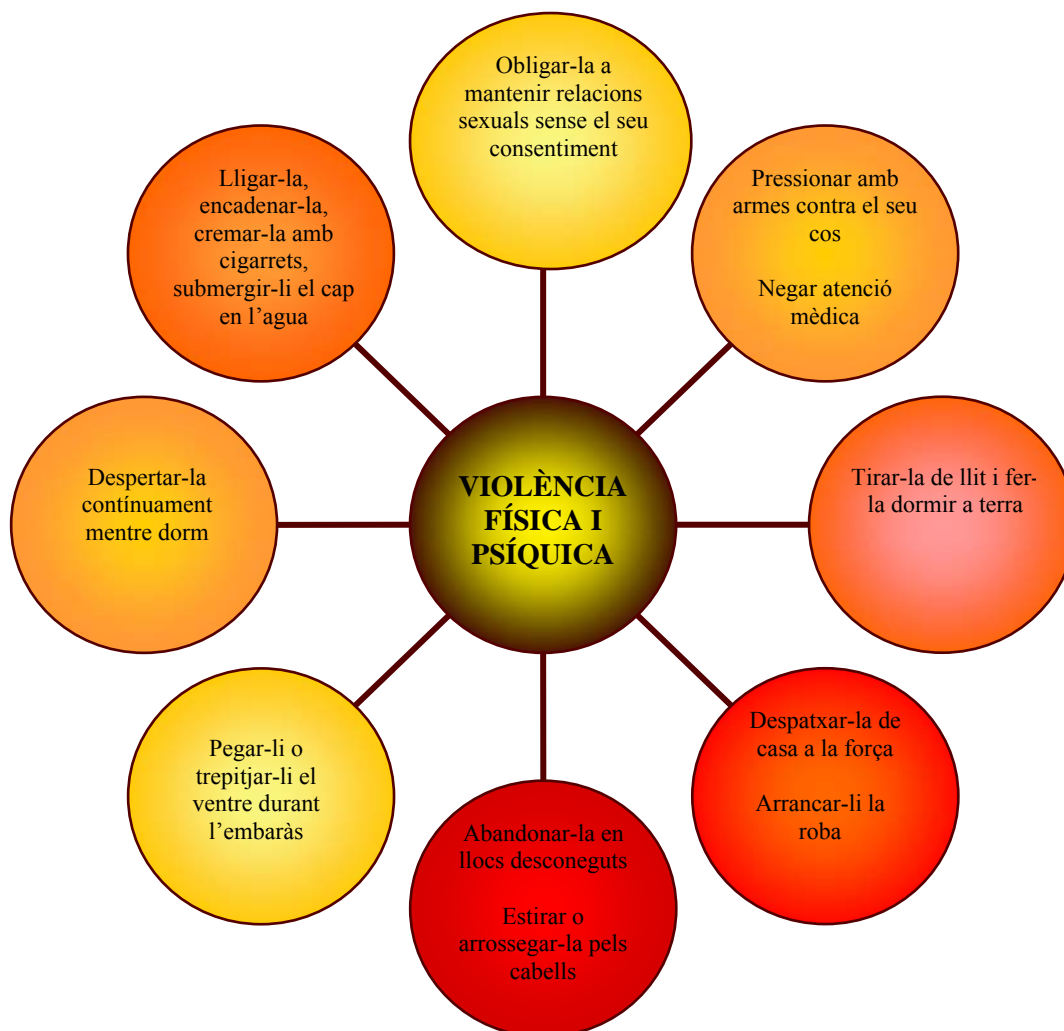 Obligar-la a
mantenir relacions
sexuals sense el seu
consentiment
Pressionar amb
armes contra el seu
cos
Negar atenció
mèdica
Tirar-la de llit i fer-
la dormir a terra
Despatxar-la de
casa a la força
Arrancar-li la
roba
Abandonar-la en
llocs desconeguts
Estirar o
arrossegar-la pels
cabells
Pegar-li o
trepitjar-li el
ventre durant
l’embaràs
Despertar-la
contínuament
mentre dorm
Lligar-la,
encadenar-la,
cremar-la amb
cigarrets,
submergir-li el cap
en l’agua
VIOLÈNCIA
FÍSICA I
PSÍQUICA